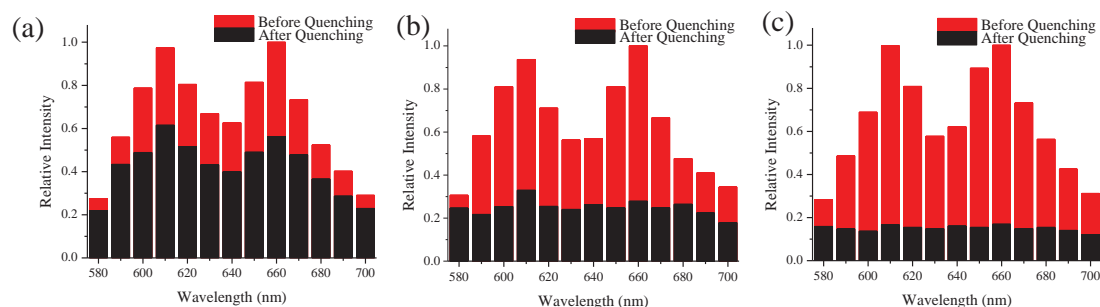 (a)
Before Quenching
After Quenching
1.0
0.8
0.6
0.4
0.2
0.0
Relative Intensity
580 600 620 640 660 680 700
Wavelength (nm)
(b)
Before Quenching
After Quenching
1.0
0.8
0.6
0.4
0.2
0.0
Relative Intensity
580 600 620 640 660 680 700
Wavelength (nm)
(c)
Before Quenching
After Quenching
1.0
0.8
0.6
0.4
0.2
0.0
Relative Intensity
580 600 620 640 660 680 700
Wavelength (nm)